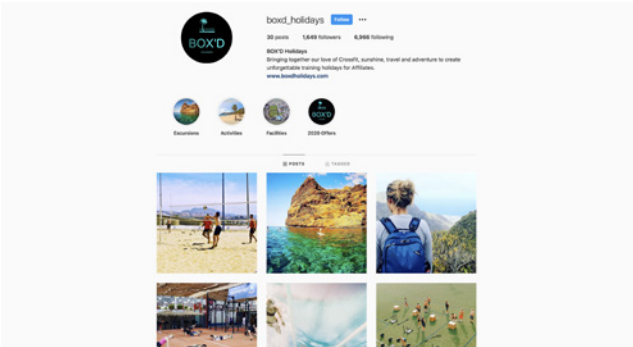 boxd_holidays Follow •••
30 posts 1,649 followers 6,966 following
BOX'D Holidays
Bringing together our love of Crossfit, sunshine, travel and adventure to create
unforgettable training holidays for Affiliates.
www.boxdholidays.com
BOX'D
BOX'D
Excursions Activities Facilities 2020 Offers
POSTS TAGGED